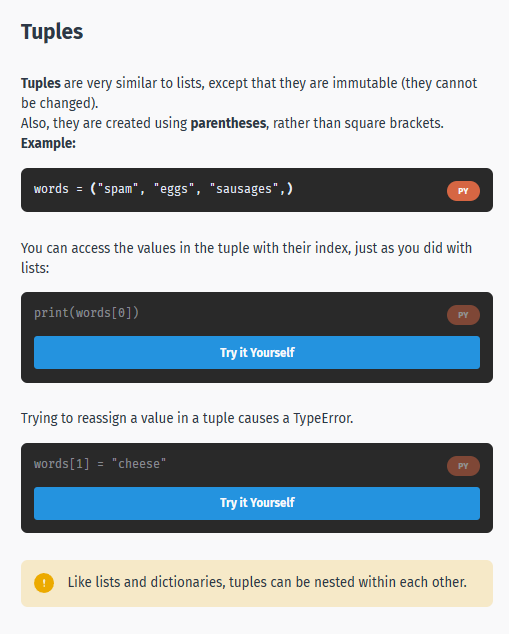 Tuples
Tuples are very similar to lists, except that they are immutable (they cannot
be changed).
Also, they are created using parentheses, rather than square brackets.
Example:
words = ("spam", "eggs", "sausages",)
PY
You can access the values in the tuple with their index, just as you did with
lists:
print(words[0])
PY
Try it Yourself
Trying to reassign a value in a tuple causes a TypeError.
words[1] = "cheese"
PY
Try it Yourself
! Like lists and dictionaries, tuples can be nested within each other.